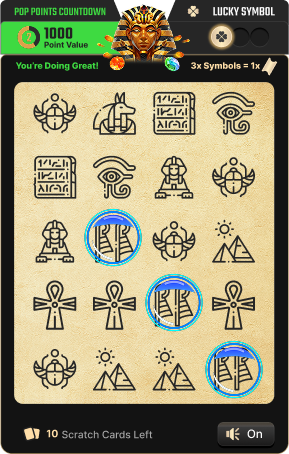 POP POINTS COUNTDOWN
LUCKY SYMBOL
1000
Point Value
You're Doing Great!
3x Symbols = 1x
10 Scratch Cards Left
On